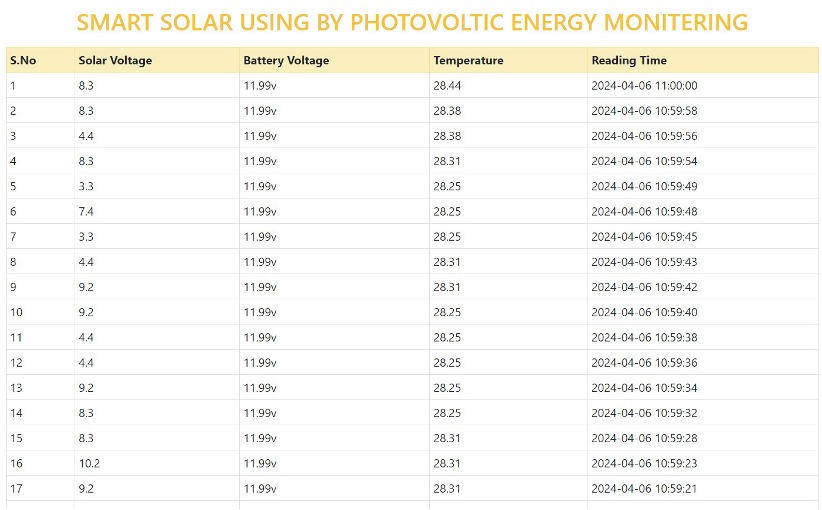 SMART SOLAR USING BY PHOTOVOLTIC ENERGY MONITERING
S.No Solar Voltage Battery Voltage Temperature Reading Time
1 8.3 11.99v 28.44 2024-04-06 11:00:00
2 8.3 11.99v 28.38 2024-04-06 10:59:58
3 4.4 11.99v 28.38 2024-04-06 10:59:56
4 8.3 11.99v 28.31 2024-04-06 10:59:54
5 3.3 11.99v 28.25 2024-04-06 10:59:49
6 7.4 11.99v 28.25 2024-04-06 10:59:48
7 3.3 11.99v 28.25 2024-04-06 10:59:45
8 4.4 11.99v 28.31 2024-04-06 10:59:43
9 9.2 11.99v 28.31 2024-04-06 10:59:42
10 9.2 11.99v 28.25 2024-04-06 10:59:40
11 4.4 11.99v 28.25 2024-04-06 10:59:38
12 4.4 11.99v 28.25 2024-04-06 10:59:36
13 9.2 11.99v 28.25 2024-04-06 10:59:34
14 8.3 11.99v 28.25 2024-04-06 10:59:32
15 8.3 11.99v 28.31 2024-04-06 10:59:28
16 10.2 11.99v 28.31 2024-04-06 10:59:23
17 9.2 11.99v 28.31 2024-04-06 10:59:21